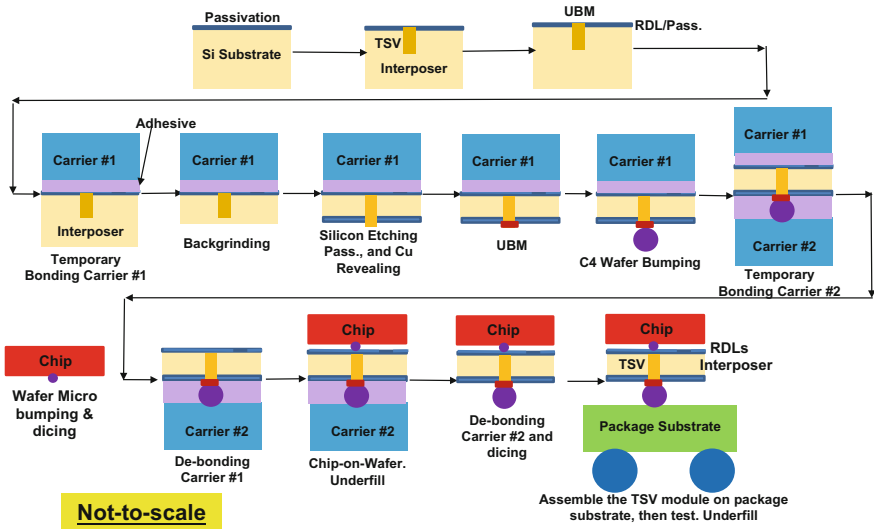 Passivation
Si Substrate
TSV
Interposer
UBM
RDL/Pass.
Adhesive
Carrier #1
Interposer
Temporary
Bonding Carrier #1
Carrier #1
Backgrinding
Carrier #1
Silicon Etching
Pass., and Cu
Revealing
Carrier #1
UBM
Carrier #1
C4 Wafer Bumping
Carrier #1
Carrier #2
Temporary
Bonding Carrier #2
Chip
Wafer Micro
bumping &
dicing
Carrier #2
De-bonding
Carrier #1
Chip
Carrier #2
Chip-on-Wafer.
Underfill
Chip
De-bonding
Carrier #2 and
dicing
Chip
RDLs
TSV
Interposer
Package Substrate
Assemble the TSV module on package
substrate, then test. Underfill
Not-to-scale